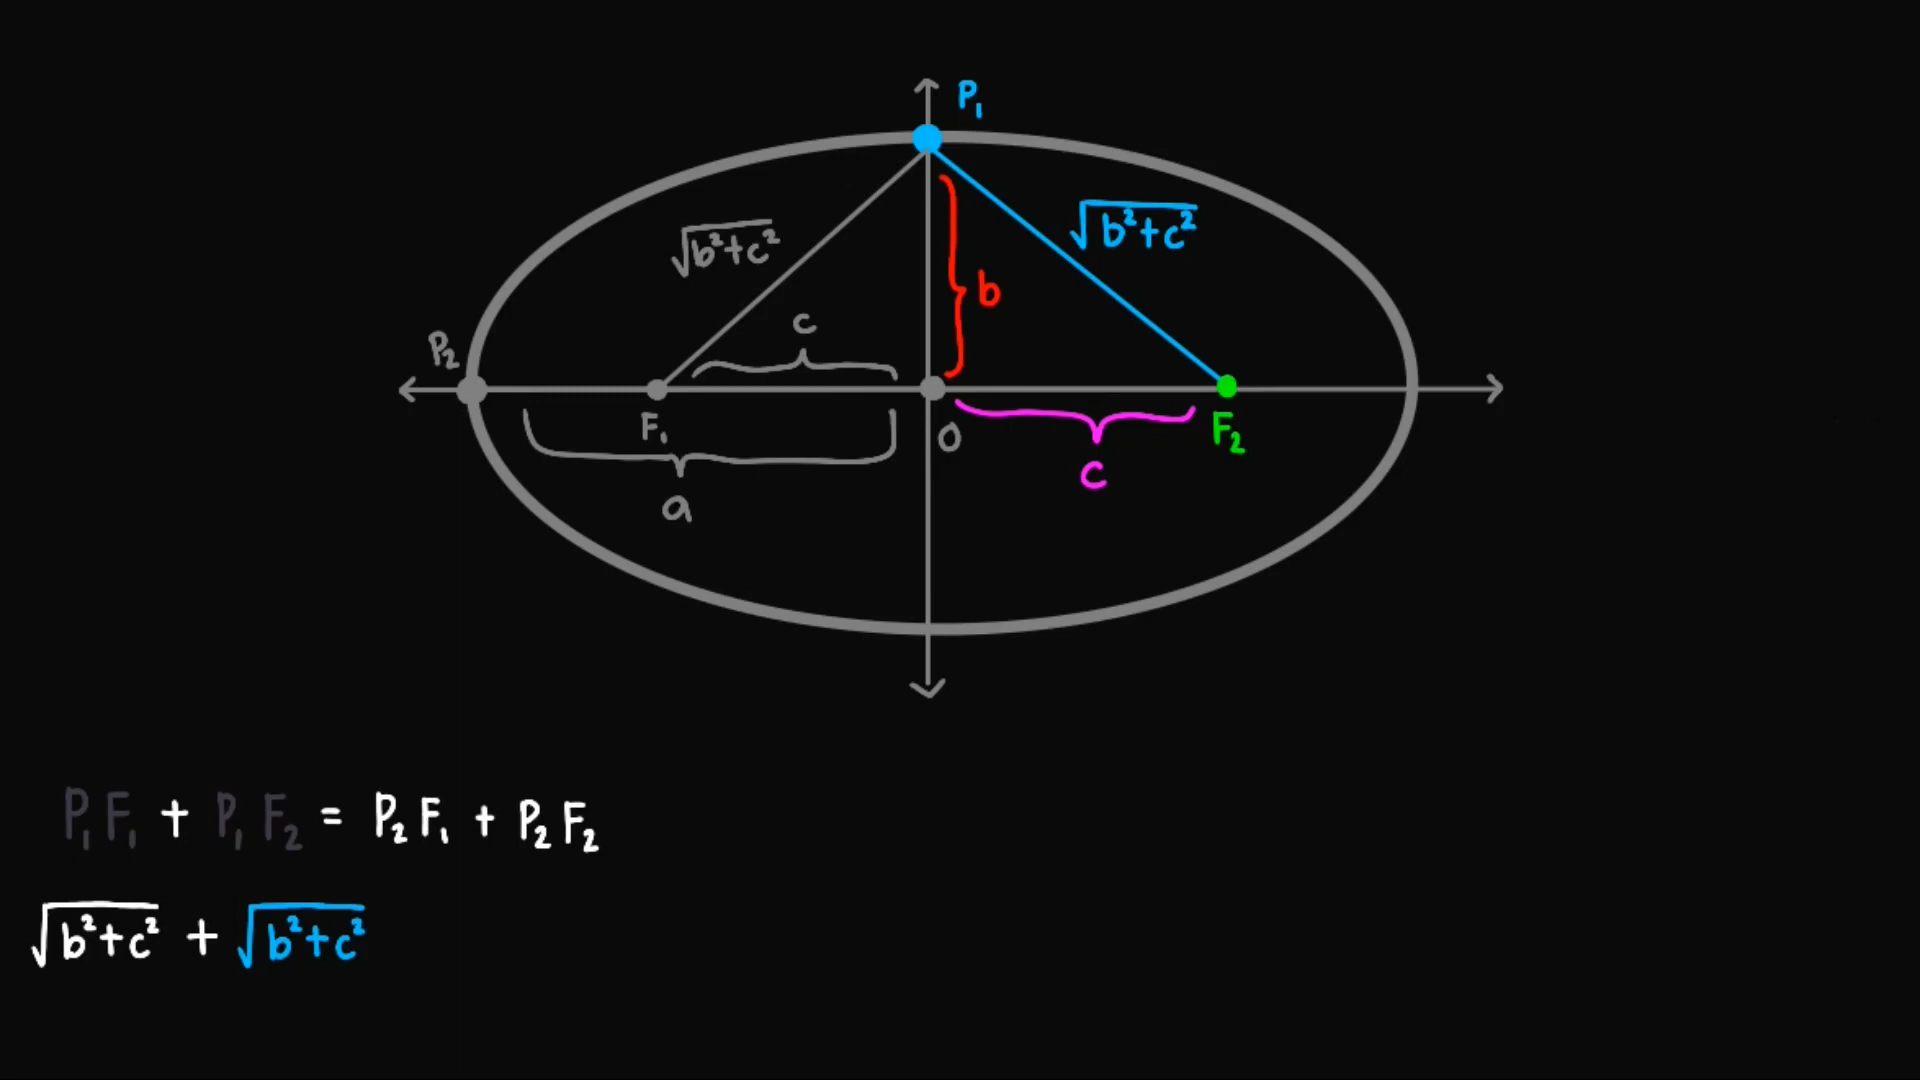 P₁
√b²+c²
√b²+c²
b
c
P₂
F₁
O
F₂
c
a
P₁F₁ + P₁F₂ = P₂F₁ + P₂F₂
√b²+c² + √b²+c²